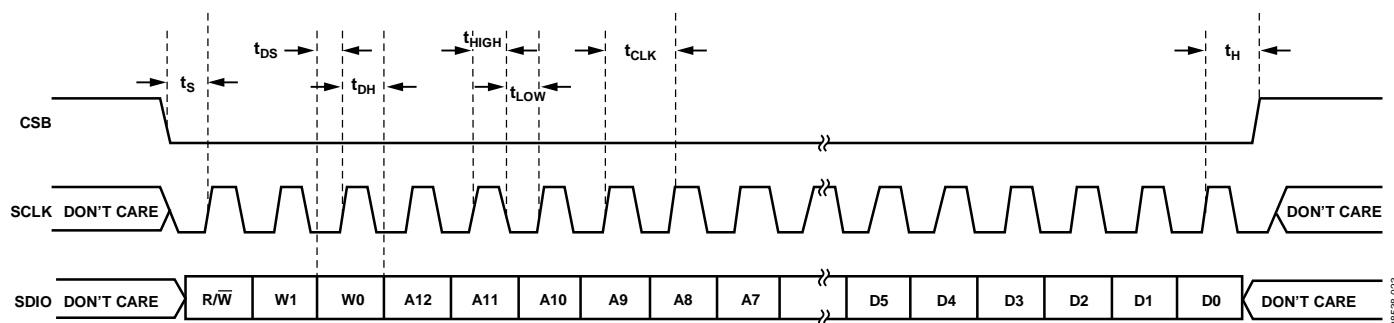 tDS
tHIGH
tCLK
tH
tS
tDH
tLOW
CSB
SCLK DON'T CARE
DON'T CARE
SDIO DON'T CARE
R/W̅ W1 W0 A12 A11 A10 A9 A8 A7 D5 D4 D3 D2 D1 D0
DON'T CARE